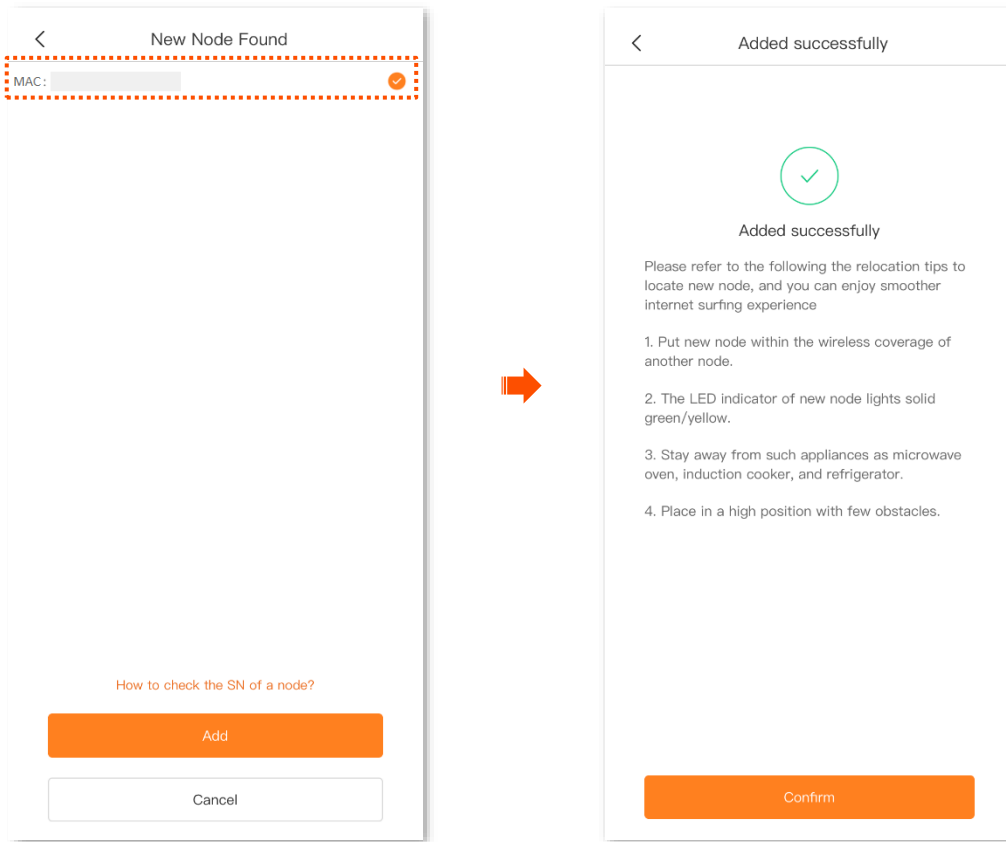 New Node Found
MAC:
How to check the SN of a node?
Add
Cancel
Added successfully
Added successfully
Please refer to the following the relocation tips to
locate new node, and you can enjoy smoother
internet surfing experience
1. Put new node within the wireless coverage of
another node.
2. The LED indicator of new node lights solid
green/yellow.
3. Stay away from such appliances as microwave
oven, induction cooker, and refrigerator.
4. Place in a high position with few obstacles.
Confirm